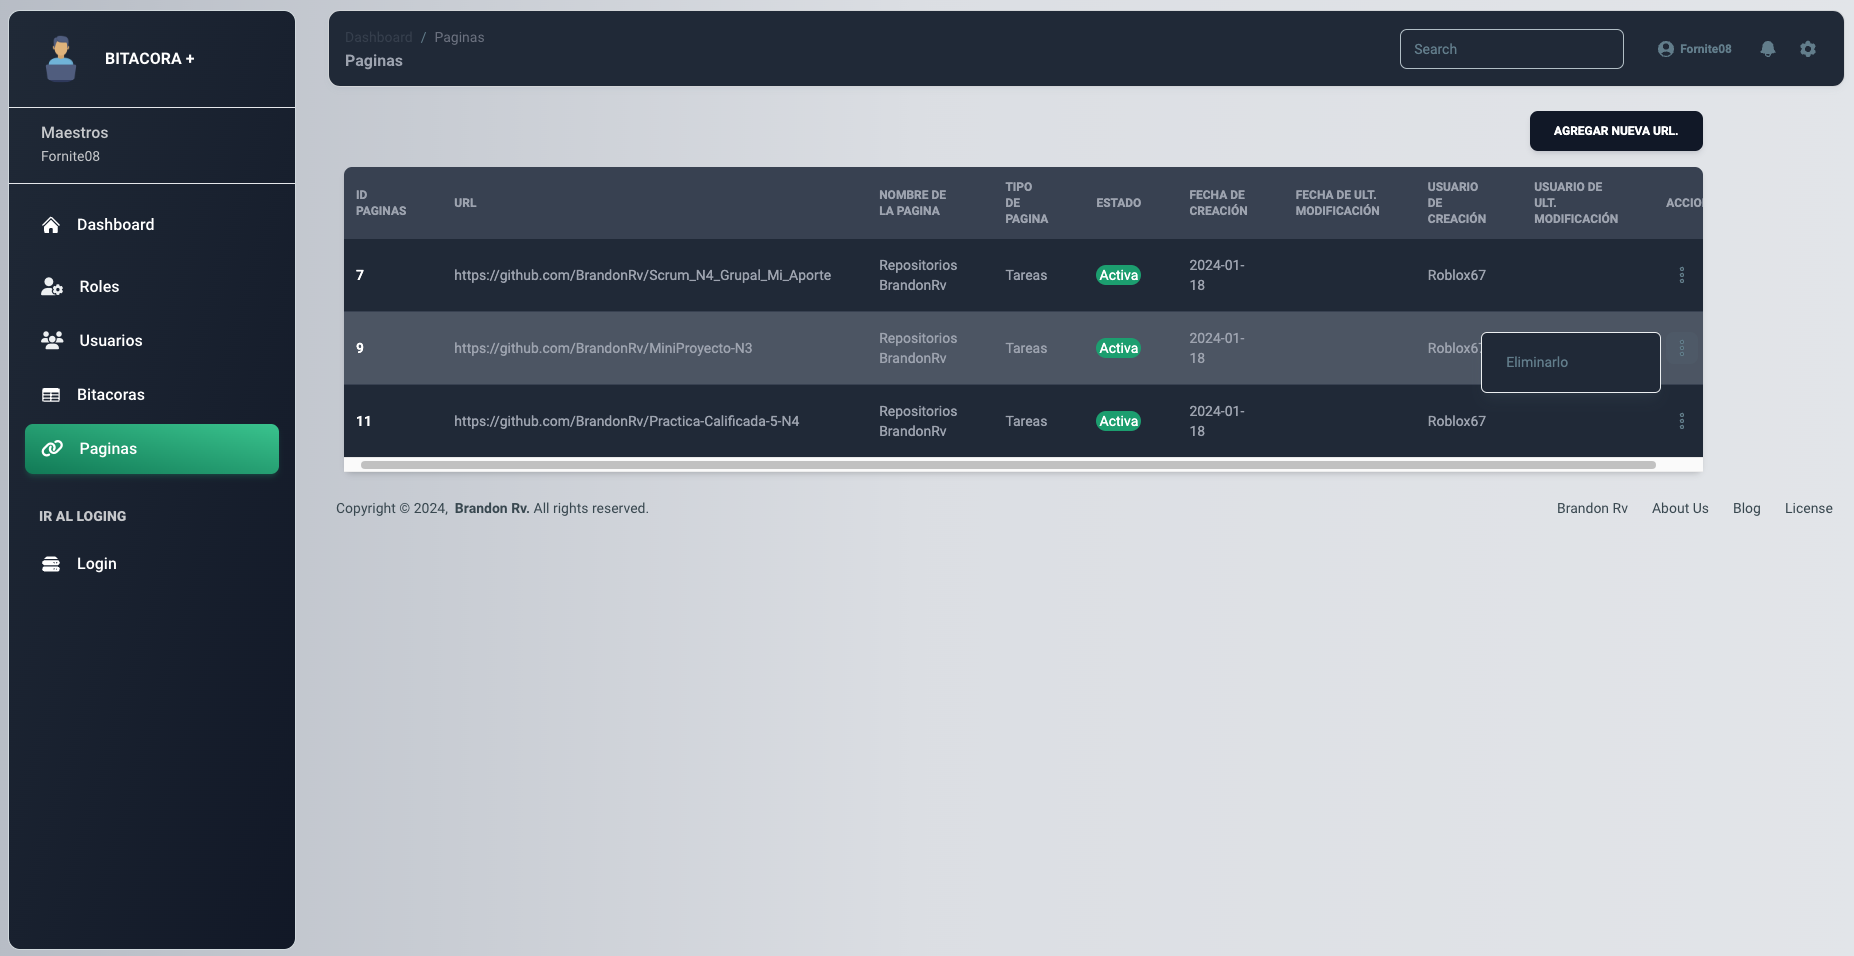 BITACORA +
Maestros
Fornite08
Dashboard
Roles
Usuarios
Bitacoras
Paginas
IR AL LOGING
Login
Dashboard / Paginas
Paginas
Search
Fornite08
AGREGAR NUEVA URL.
ID PAGINAS URL NOMBRE DE LA PAGINA TIPO DE PAGINA ESTADO FECHA DE CREACIÓN FECHA DE ULT. MODIFICACIÓN USUARIO DE CREACIÓN USUARIO DE ULT. MODIFICACIÓN ACCIO
7 https://github.com/BrandonRv/Scrum_N4_Grupal_Mi_Aporte Repositorios BrandonRv Tareas Activa 2024-01-18 Roblox67
9 https://github.com/BrandonRv/MiniProyecto-N3 Repositorios BrandonRv Tareas Activa 2024-01-18 Roblox67
Eliminarlo
11 https://github.com/BrandonRv/Practica-Calificada-5-N4 Repositorios BrandonRv Tareas Activa 2024-01-18 Roblox67
Copyright © 2024, Brandon Rv. All rights reserved.
Brandon Rv About Us Blog License